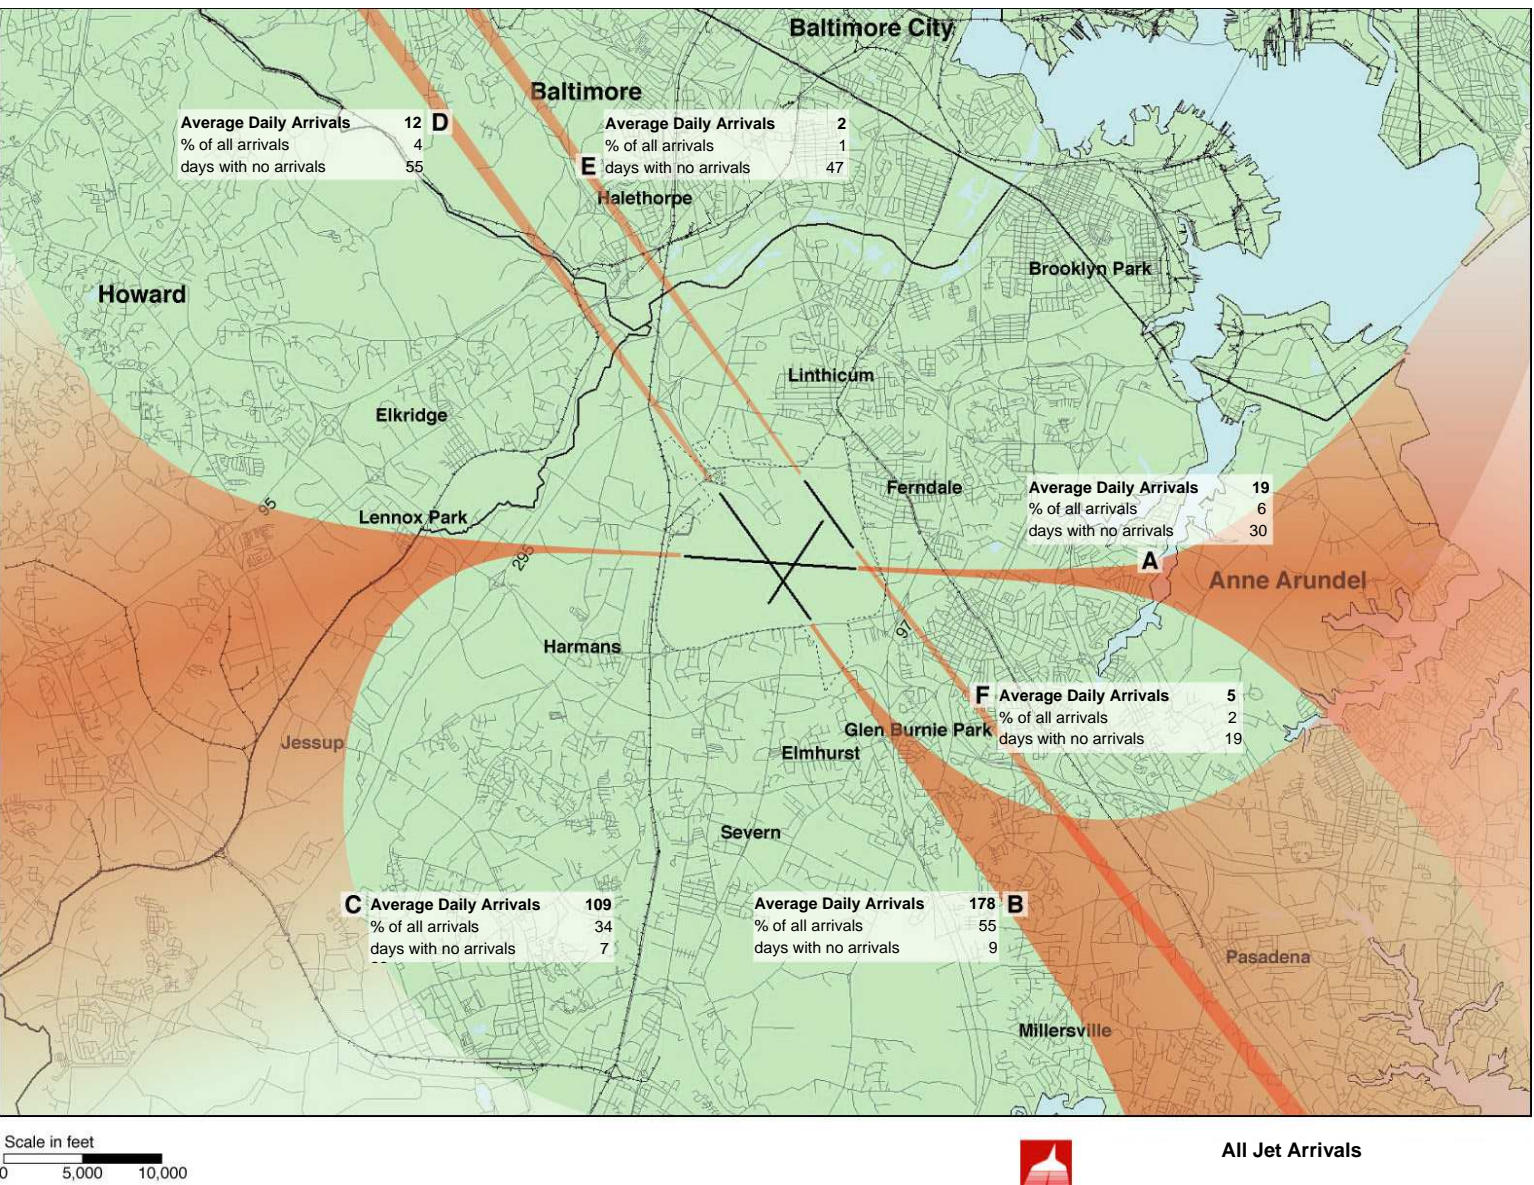 Baltimore City
Baltimore
Average Daily Arrivals 12 D
% of all arrivals 4
days with no arrivals 55
Average Daily Arrivals 2
% of all arrivals 1
E days with no arrivals 47
Halethorpe
Brooklyn Park
Howard
Linthicum
Elkridge
Ferndale
Average Daily Arrivals 19
% of all arrivals 6
days with no arrivals 30
95
Lennox Park
295
A
Anne Arundel
97
Harmans
F Average Daily Arrivals 5
% of all arrivals 2
days with no arrivals 19
Glen Burnie Park
Jessup
Elmhurst
Severn
C Average Daily Arrivals 109
% of all arrivals 34
days with no arrivals 7
Average Daily Arrivals 178 B
% of all arrivals 55
days with no arrivals 9
Pasadena
Millersville
Scale in feet
0 5,000 10,000
All Jet Arrivals